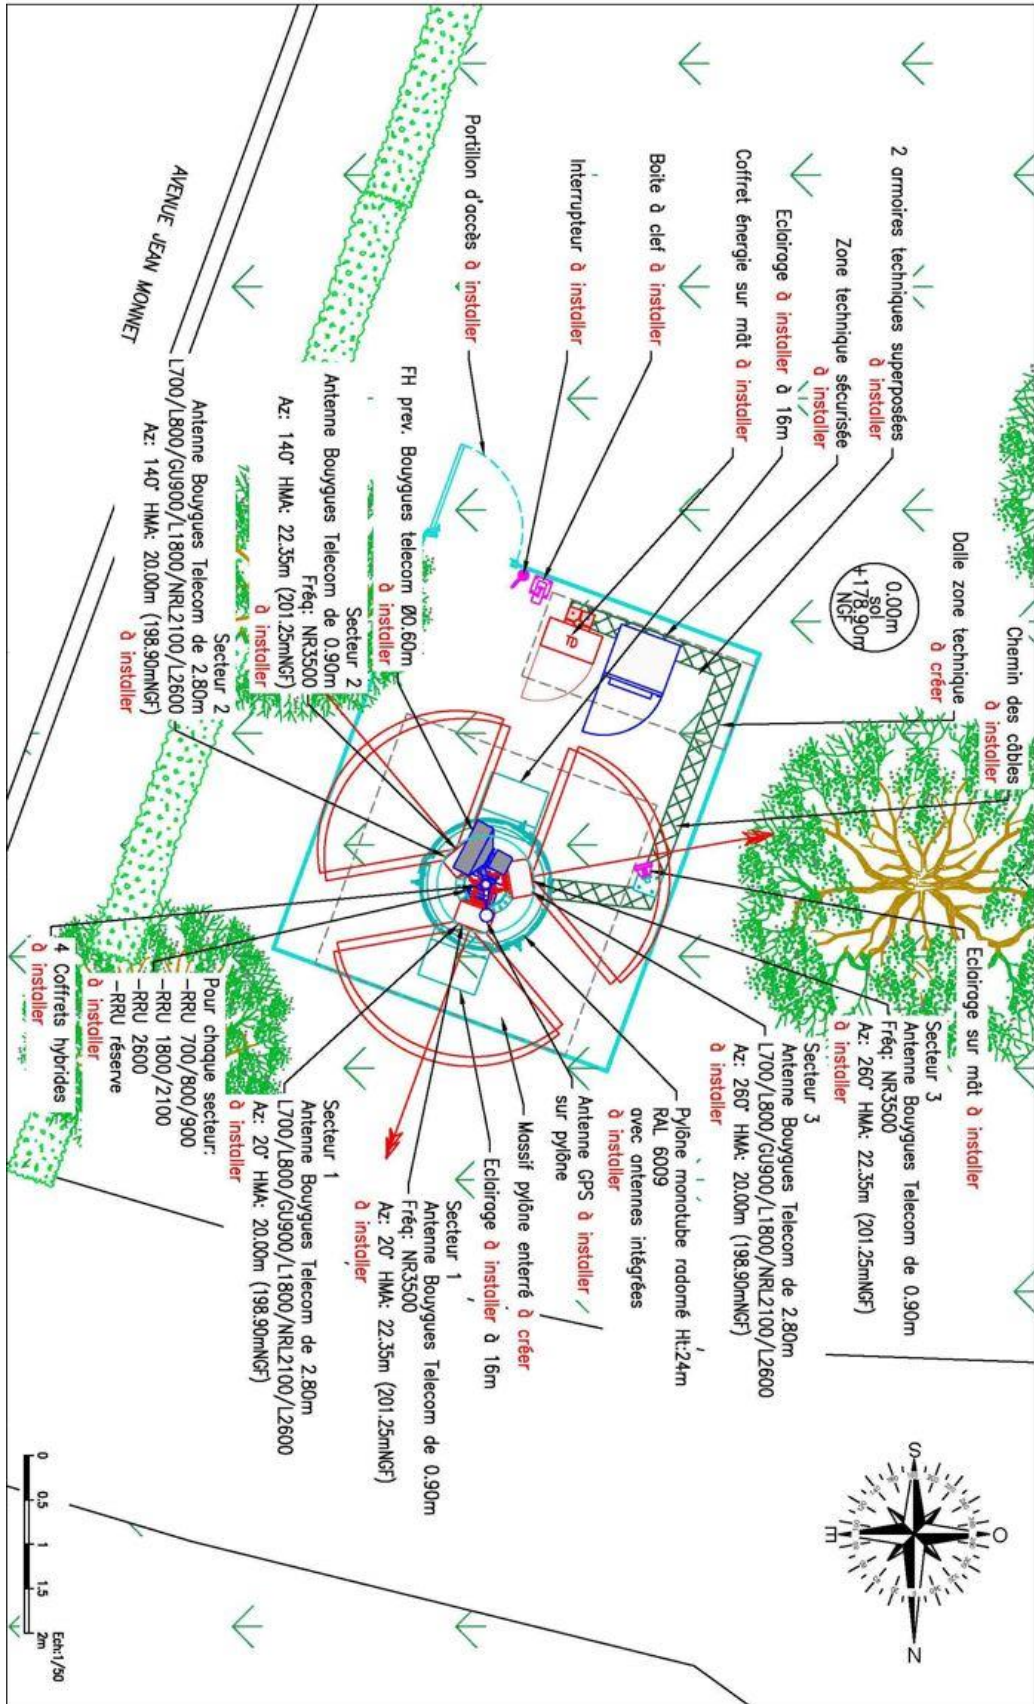 2 armoires techniques superposées
à installer
Zone technique sécurisée
à installer
Eclairage à installer à 16m
Coffret énergie sur mât à installer
Boite à clef à installer
Interrupteur à installer
Portillon d'accès à installer
AVENUE JEAN MONNET
Chemin des câbles
à installer
Dalle zone technique
à créer
0.00m
sol
+178.90m
NGF
FH prev. Bouygues telecom Ø0.60m
à installer
Secteur 2
Antenne Bouygues Telecom de 0.90m
Fréq: NR3500
Az: 140° HMA: 22.35m (201.25mNGF)
à installer
Secteur 2
Antenne Bouygues Telecom de 2.80m
L700/L800/GU900/L1800/NRL2100/L2600
Az: 140° HMA: 20.00m (198.90mNGF)
à installer
e
Eclairage sur mât à installer
Secteur 3
Antenne Bouygues Telecom de 0.90m
Fréq: NR3500
Az: 260° HMA: 22.35m (201.25mNGF)
à installer
Secteur 3
Antenne Bouygues Telecom de 2.80m
L700/L800/GU900/L1800/NRL2100/L2600
Az: 260° HMA: 20.00m (198.90mNGF)
à installer
Pylône monotube radomé Ht:24m
RAL 6009
avec antennes intégrées
à installer
Antenne GPS à installer
sur pylône
Massif pylône enterré à créer
Eclairage à installer à 16m
Secteur 1
Antenne Bouygues Telecom de 0.90m
Fréq: NR3500
Az: 20° HMA: 22.35m (201.25mNGF)
à installer
Secteur 1
Antenne Bouygues Telecom de 2.80m
L700/L800/GU900/L1800/NRL2100/L2600
Az: 20° HMA: 20.00m (198.90mNGF)
à installer
Pour chaque secteur:
-RRU 700/800/900
-RRU 1800/2100
-RRU 2600
-RRU réserve
à installer
4 Coffrets hybrides
à installer
S
O
E
N
0 0.5 1 1.5 2m
Ech:1/50